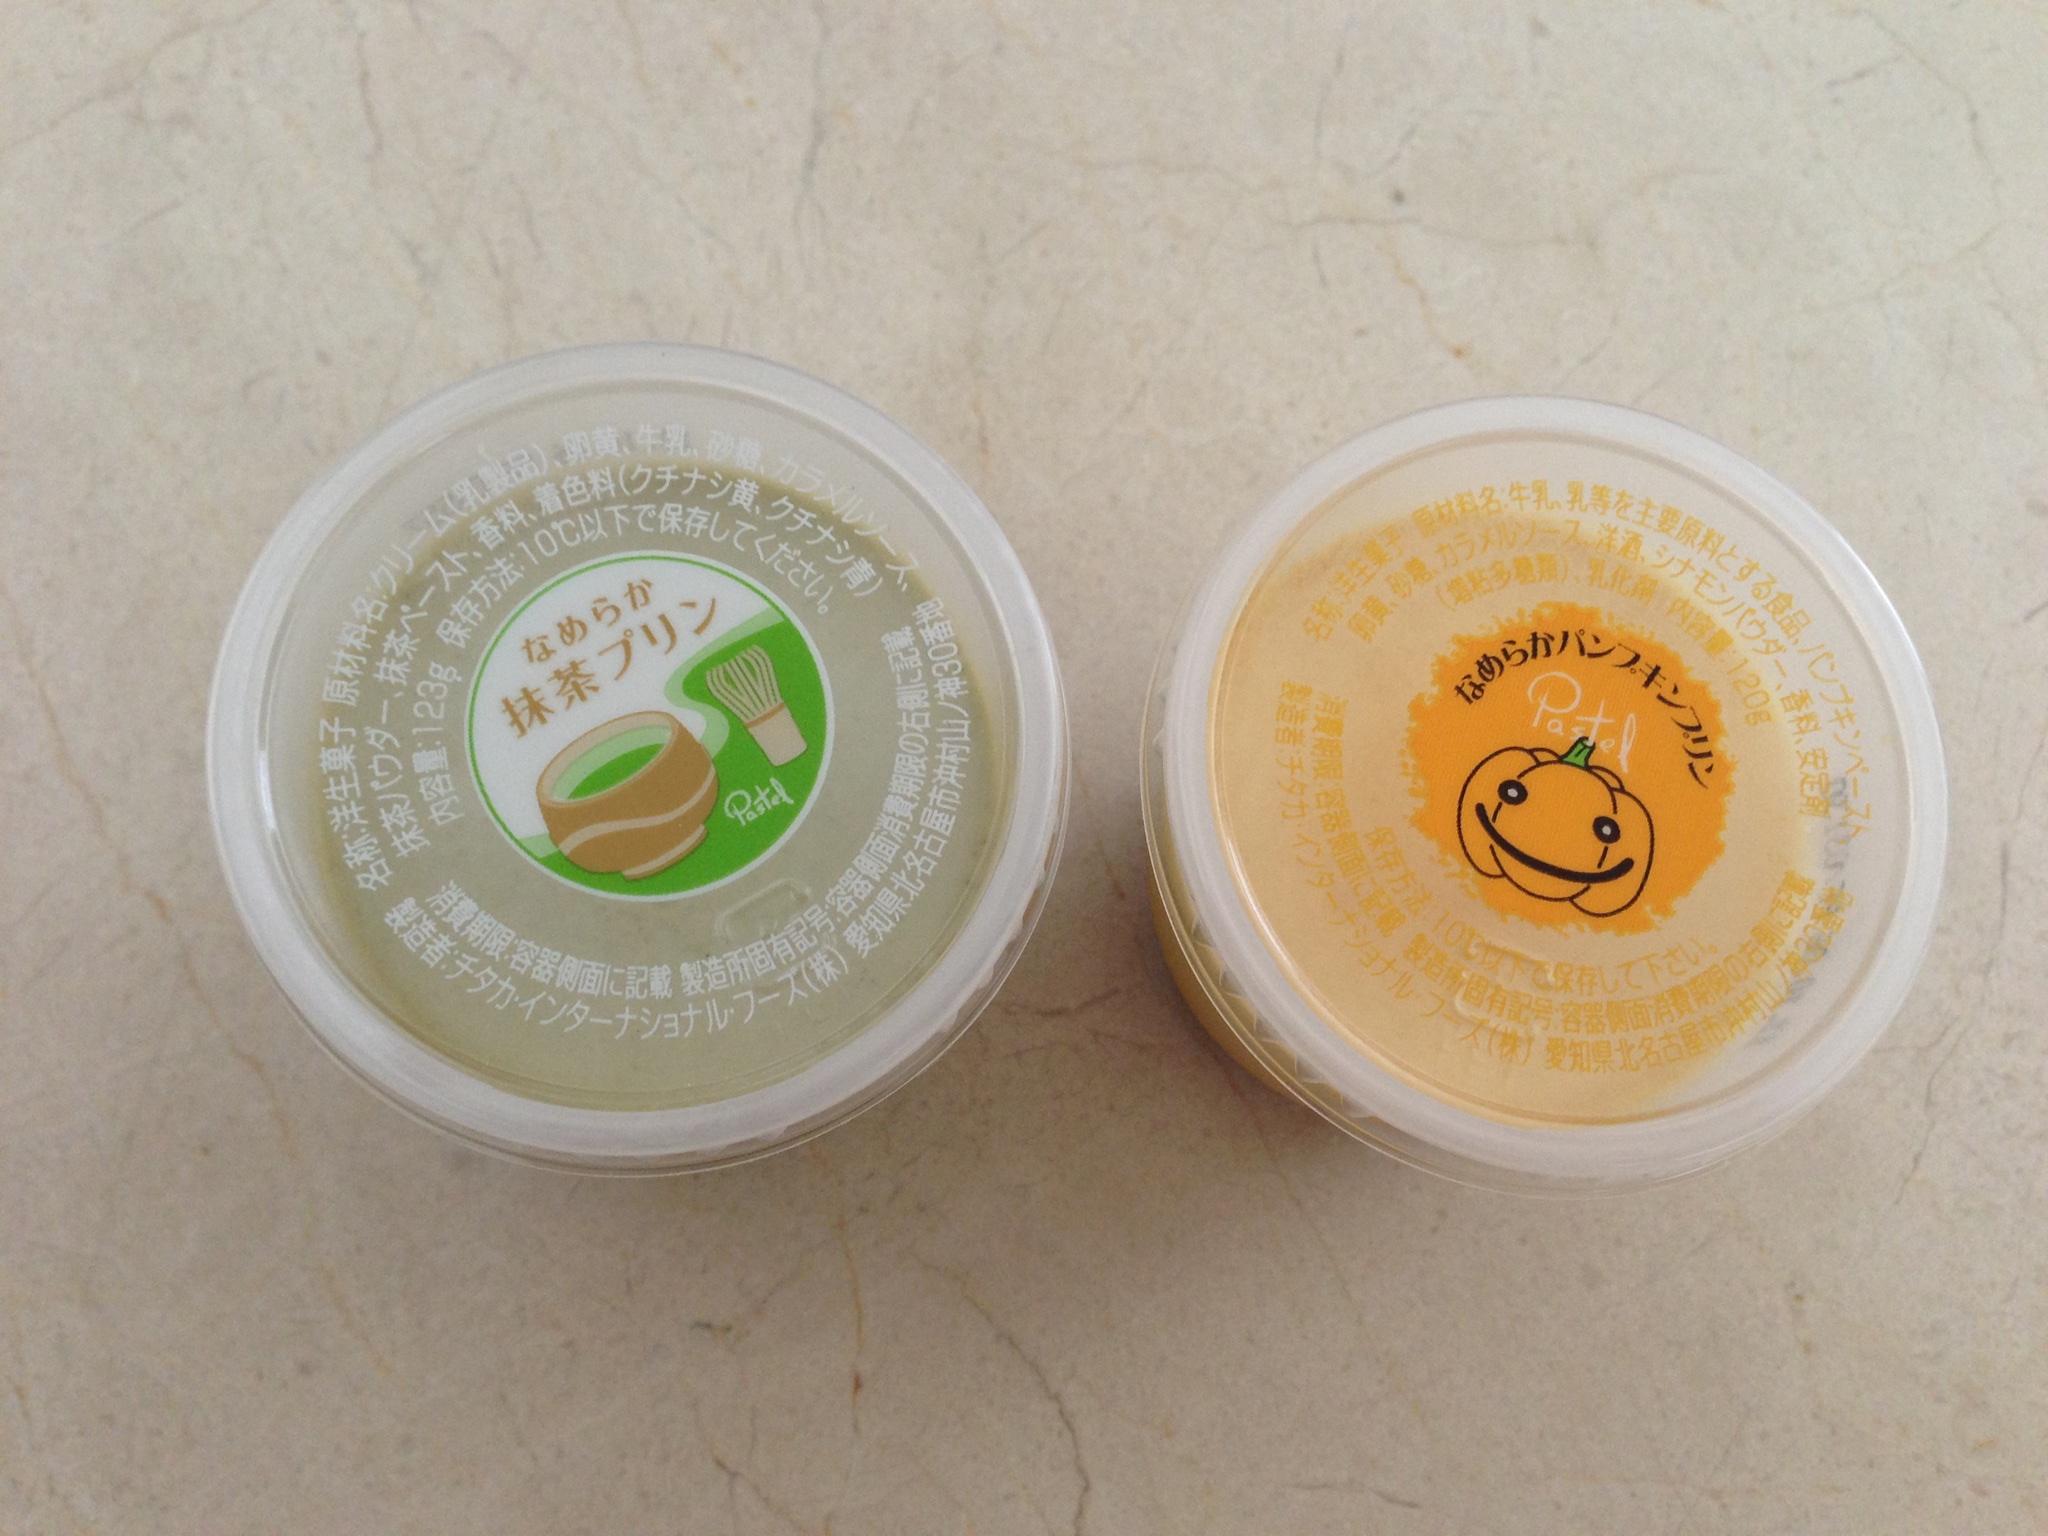 名称:洋生菓子 原材料名:クリーム(乳製品)、卵黄、牛乳、砂糖、カラメルソース、
抹茶パウダー、抹茶ペースト、香料、着色料(クチナシ黄、クチナシ青)
内容量:123g 保存方法:10℃以下で保存してください。
なめらか
抹茶プリン
Pastel
消費期限:容器側面に記載 製造所固有記号:容器側面消費期限の右側に記載
製造者:チタカ・インターナショナル・フーズ(株) 愛知県北名古屋市沖村山ノ神30番地
名称:洋生菓子 原材料名:牛乳、乳等を主要原料とする食品、パンプキンペースト
卵黄、砂糖、カラメルソース、洋酒、シナモンパウダー、香料、安定剤
(増粘多糖類)、乳化剤 内容量:120g
なめらかパンプキンプリン
Pastel
保存方法:10℃以下で保存して下さい。
消費期限:容器側面に記載 製造所固有記号:容器側面消費期限の右側に記載
製造者:チタカ・インターナショナル・フーズ(株) 愛知県北名古屋市沖村山ノ